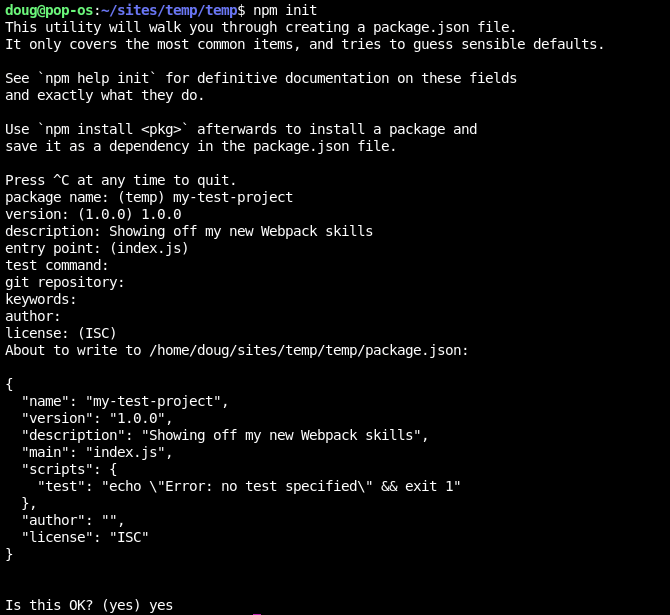 doug@pop-os:~/sites/temp/temp$ npm init
This utility will walk you through creating a package.json file.
It only covers the most common items, and tries to guess sensible defaults.

See `npm help init` for definitive documentation on these fields
and exactly what they do.

Use `npm install <pkg>` afterwards to install a package and
save it as a dependency in the package.json file.

Press ^C at any time to quit.
package name: (temp) my-test-project
version: (1.0.0) 1.0.0
description: Showing off my new Webpack skills
entry point: (index.js)
test command:
git repository:
keywords:
author:
license: (ISC)
About to write to /home/doug/sites/temp/temp/package.json:

{
  "name": "my-test-project",
  "version": "1.0.0",
  "description": "Showing off my new Webpack skills",
  "main": "index.js",
  "scripts": {
    "test": "echo \"Error: no test specified\" && exit 1"
  },
  "author": "",
  "license": "ISC"
}


Is this OK? (yes) yes